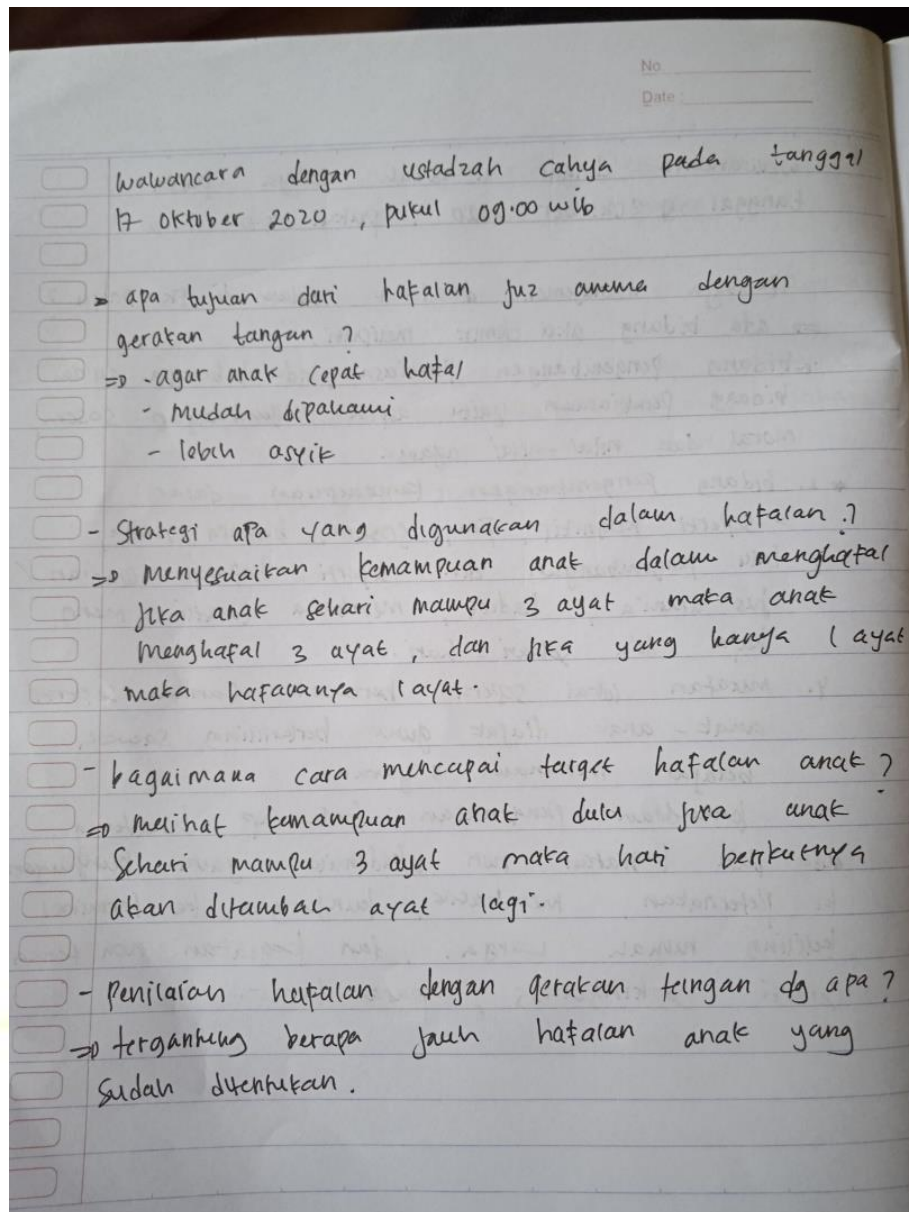 No
Date :
wawancara dengan ustadzah cahya pada tanggal
17 oktober 2020, pukul 09.00 wib
- apa tujuan dari hafalan juz amma dengan
gerakan tangan ?
=> - agar anak cepat hafal
- mudah dipahami
- lebih asyik
- Strategi apa yang digunakan dalam hafalan ?
=> menyesuaikan kemampuan anak dalam menghafal
jika anak sehari mampu 3 ayat maka anak
menghafal 3 ayat, dan jika yang hanya 1 ayat
maka hafavanya 1 ayat.
- bagaimana cara mencapai target hafalan anak ?
=> melihat kemampuan anak dulu jika anak
Sehari mampu 3 ayat maka hari berikutnya
akan ditambah ayat lagi.
- Penilaian hafalan dengan gerakan tangan dg apa ?
=> tergantung berapa jauh hafalan anak yang
Sudah ditentukan.